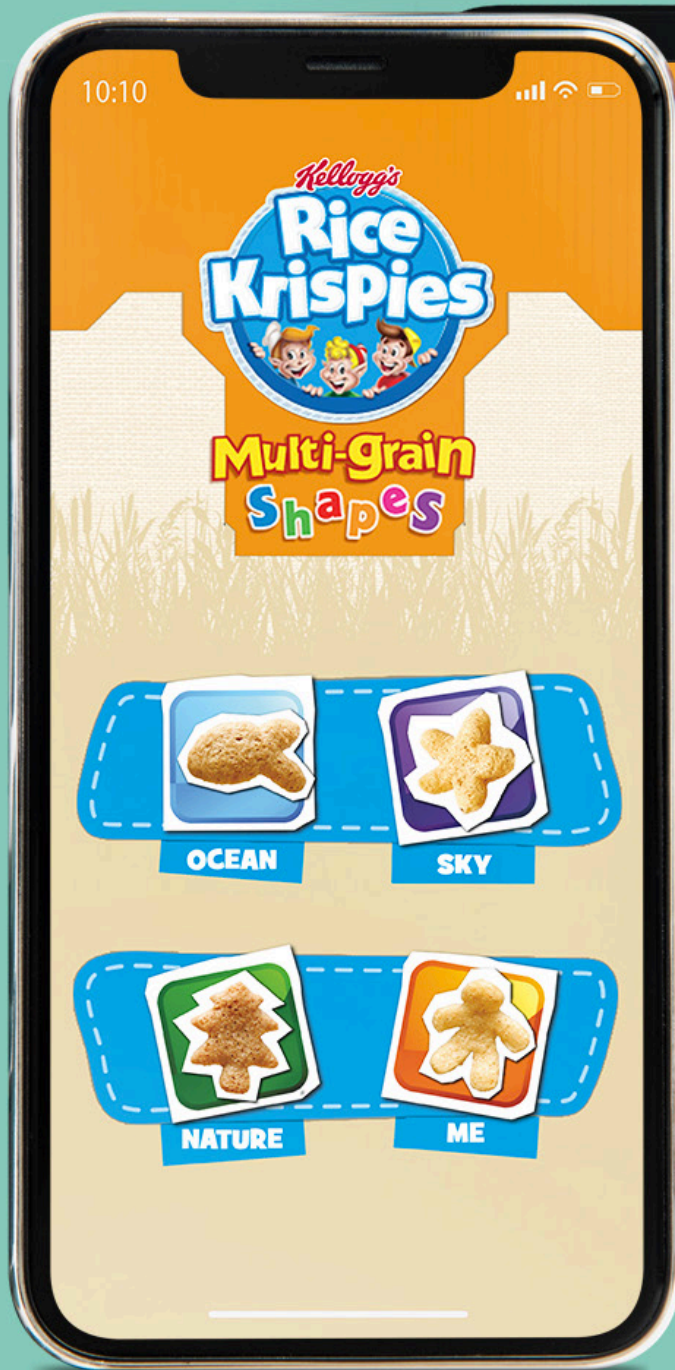 10:10
Kellogg's
Rice
Krispies
Multi-grain
Shapes
OCEAN
SKY
NATURE
ME